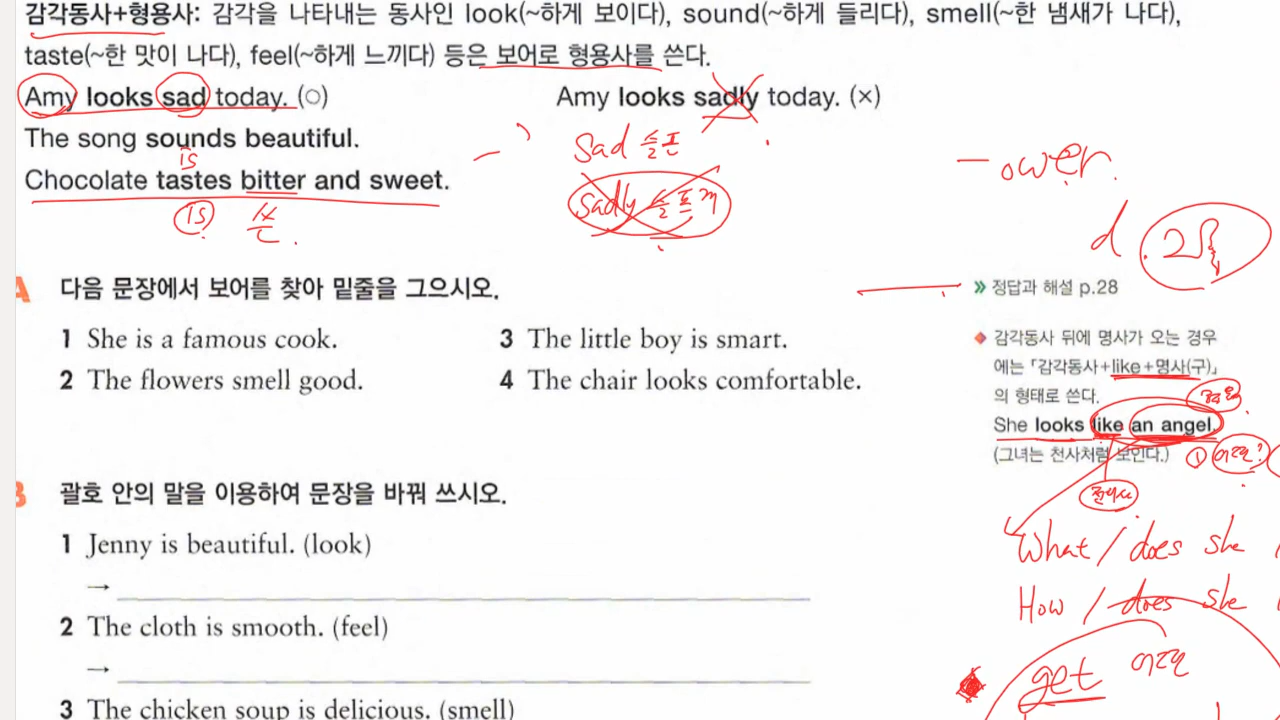 감각동사+형용사: 감각을 나타내는 동사인 look(~하게 보이다), sound(~하게 들리다), smell(~한 냄새가 나다),
taste(~한 맛이 나다), feel(~하게 느끼다) 등은 보어로 형용사를 쓴다.
Amy looks sad today. (○)
Amy looks sadly today. (×)
The song sounds beautiful.
sad 슬픈
is
Chocolate tastes bitter and sweet.
sadly 슬프게
is 쓴
-ower.
d
A 다음 문장에서 보어를 찾아 밑줄을 그으시오.
1 She is a famous cook.
3 The little boy is smart.
2 The flowers smell good.
4 The chair looks comfortable.
» 정답과 해설 p.28
감각동사 뒤에 명사가 오는 경우
에는 「감각동사+like+명사(구)」
의 형태로 쓴다.
She looks like an angel.
(그녀는 천사처럼 보인다.)
전치사
What / does she
How / does she
get
B 괄호 안의 말을 이용하여 문장을 바꿔 쓰시오.
1 Jenny is beautiful. (look)
→
2 The cloth is smooth. (feel)
→
3 The chicken soup is delicious. (smell)